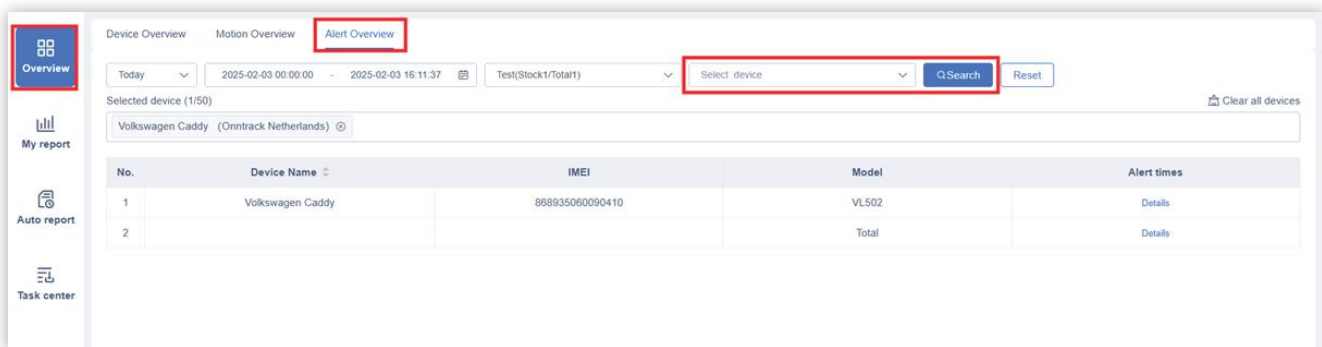 Overview
My report
Auto report
Task center
Device Overview Motion Overview Alert Overview
Today 2025-02-03 00:00:00 - 2025-02-03 16:11:37 Test(Stock1/Total1) Select device Search Reset
Selected device (1/50) Clear all devices
Volkswagen Caddy (Onntrack Netherlands)
No. Device Name IMEI Model Alert times
1 Volkswagen Caddy 868935060090410 VL502 Details
2 Total Details